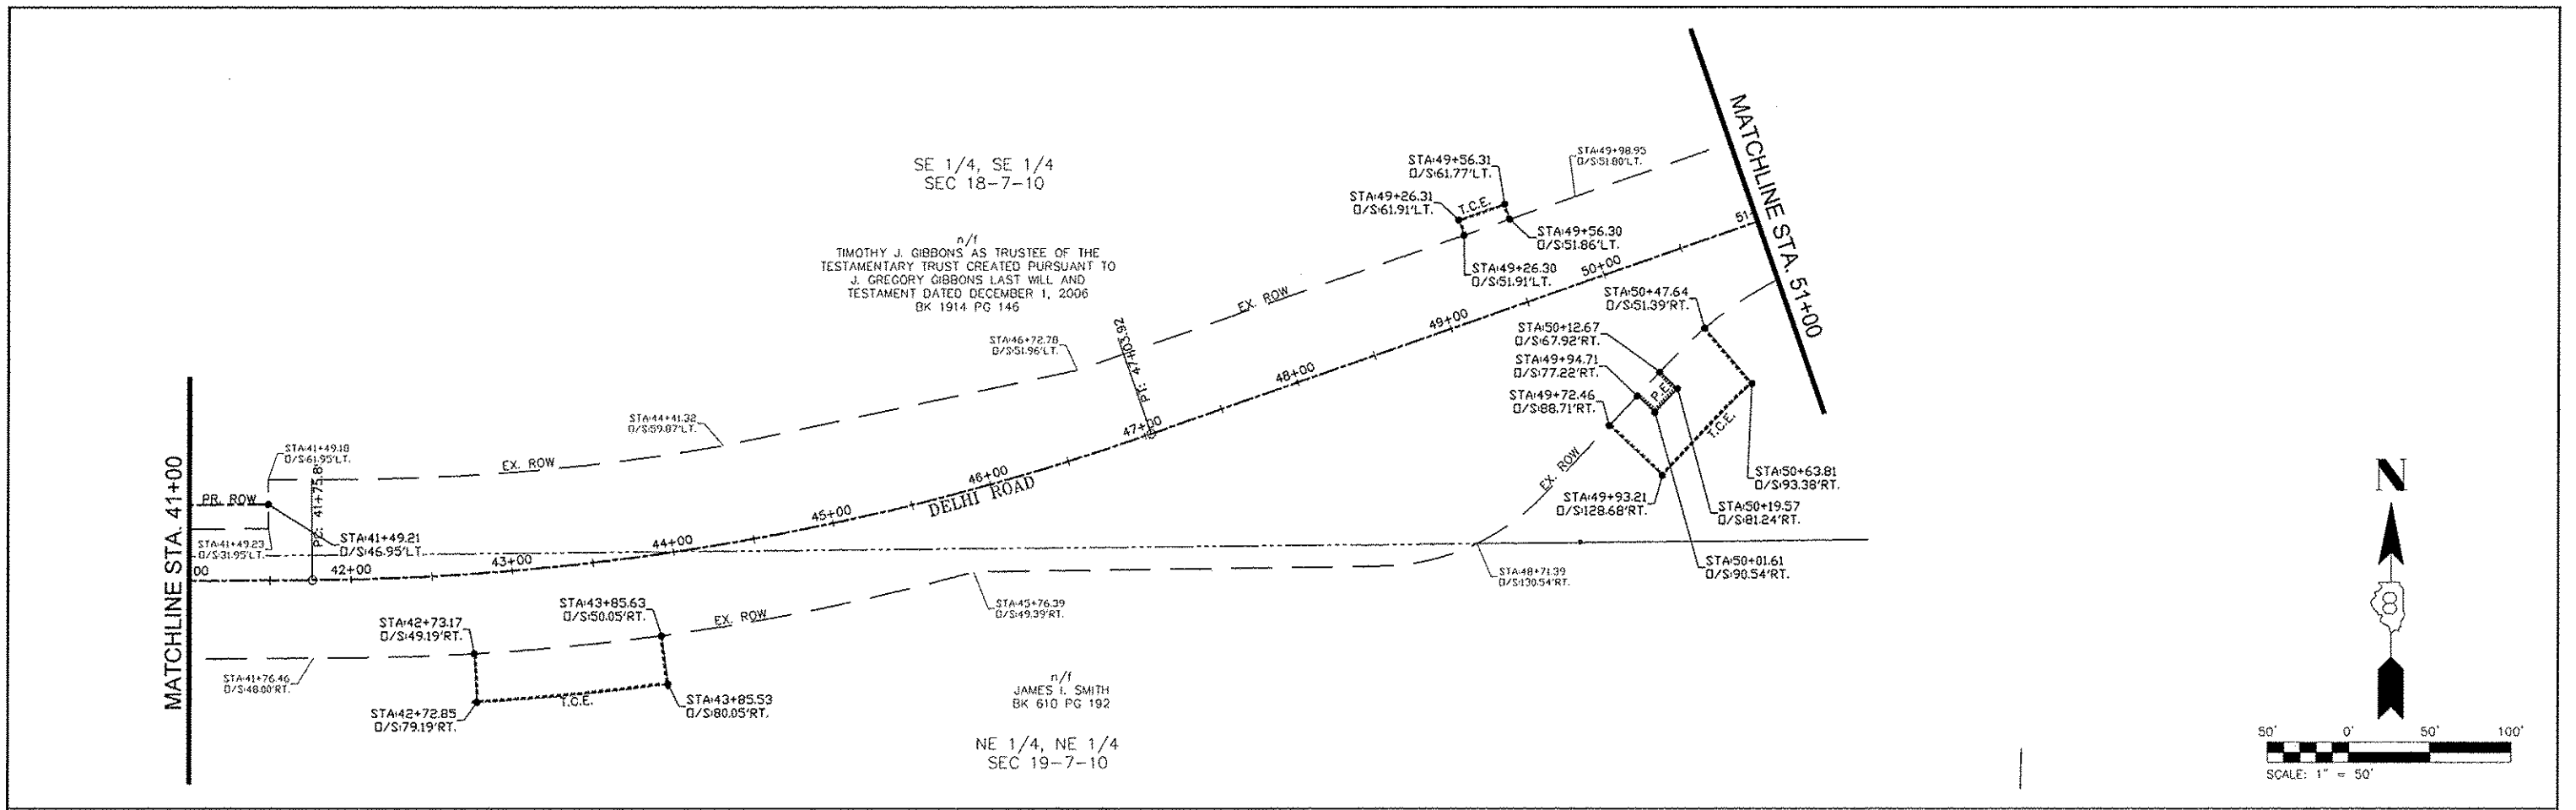 SE 1/4, SE 1/4
SEC 18-7-10
n/f
TIMOTHY J. GIBBONS AS TRUSTEE OF THE
TESTAMENTARY TRUST CREATED PURSUANT TO
J. GREGORY GIBBONS LAST WILL AND
TESTAMENT DATED DECEMBER 1, 2006
BK 1914 PG 146
STA:49+56.31
O/S:61.77'LT.
STA:49+98.95
O/S:51.80'LT.
STA:49+26.31
O/S:61.91'LT.
T.C.E.
STA:49+56.30
O/S:51.86'LT.
STA:49+26.30
O/S:51.91'LT.
MATCHLINE STA. 51+00
51
50+00
49+00
48+00
47+00
46+00
45+00
44+00
43+00
42+00
00
EX. ROW
STA:46+72.78
O/S:51.96'LT.
PT: 47+03.92
STA:44+41.32
O/S:59.87'LT.
EX. ROW
STA:41+49.18
O/S:61.95'LT.
PC: 41+75.8
PR. ROW
STA:41+49.23
O/S:31.95'LT.
STA:41+49.21
O/S:46.95'LT.
MATCHLINE STA. 41+00
DELHI ROAD
STA:50+47.64
O/S:51.39'RT.
STA:50+12.67
O/S:67.92'RT.
STA:49+94.71
O/S:77.22'RT.
STA:49+72.46
O/S:88.71'RT.
P.E.
T.C.E.
EX. ROW
STA:49+93.21
O/S:128.68'RT.
STA:50+63.81
O/S:93.38'RT.
STA:50+19.57
O/S:81.24'RT.
STA:50+01.61
O/S:90.54'RT.
STA:48+71.39
O/S:130.54'RT.
STA:45+76.39
O/S:49.39'RT.
EX. ROW
STA:43+85.63
O/S:50.05'RT.
STA:42+73.17
O/S:49.19'RT.
STA:41+76.46
O/S:48.00'RT.
T.C.E.
STA:42+72.85
O/S:79.19'RT.
STA:43+85.53
O/S:80.05'RT.
n/f
JAMES I. SMITH
BK 610 PG 192
NE 1/4, NE 1/4
SEC 19-7-10
N
8
50' 0' 50' 100'
SCALE: 1" = 50'